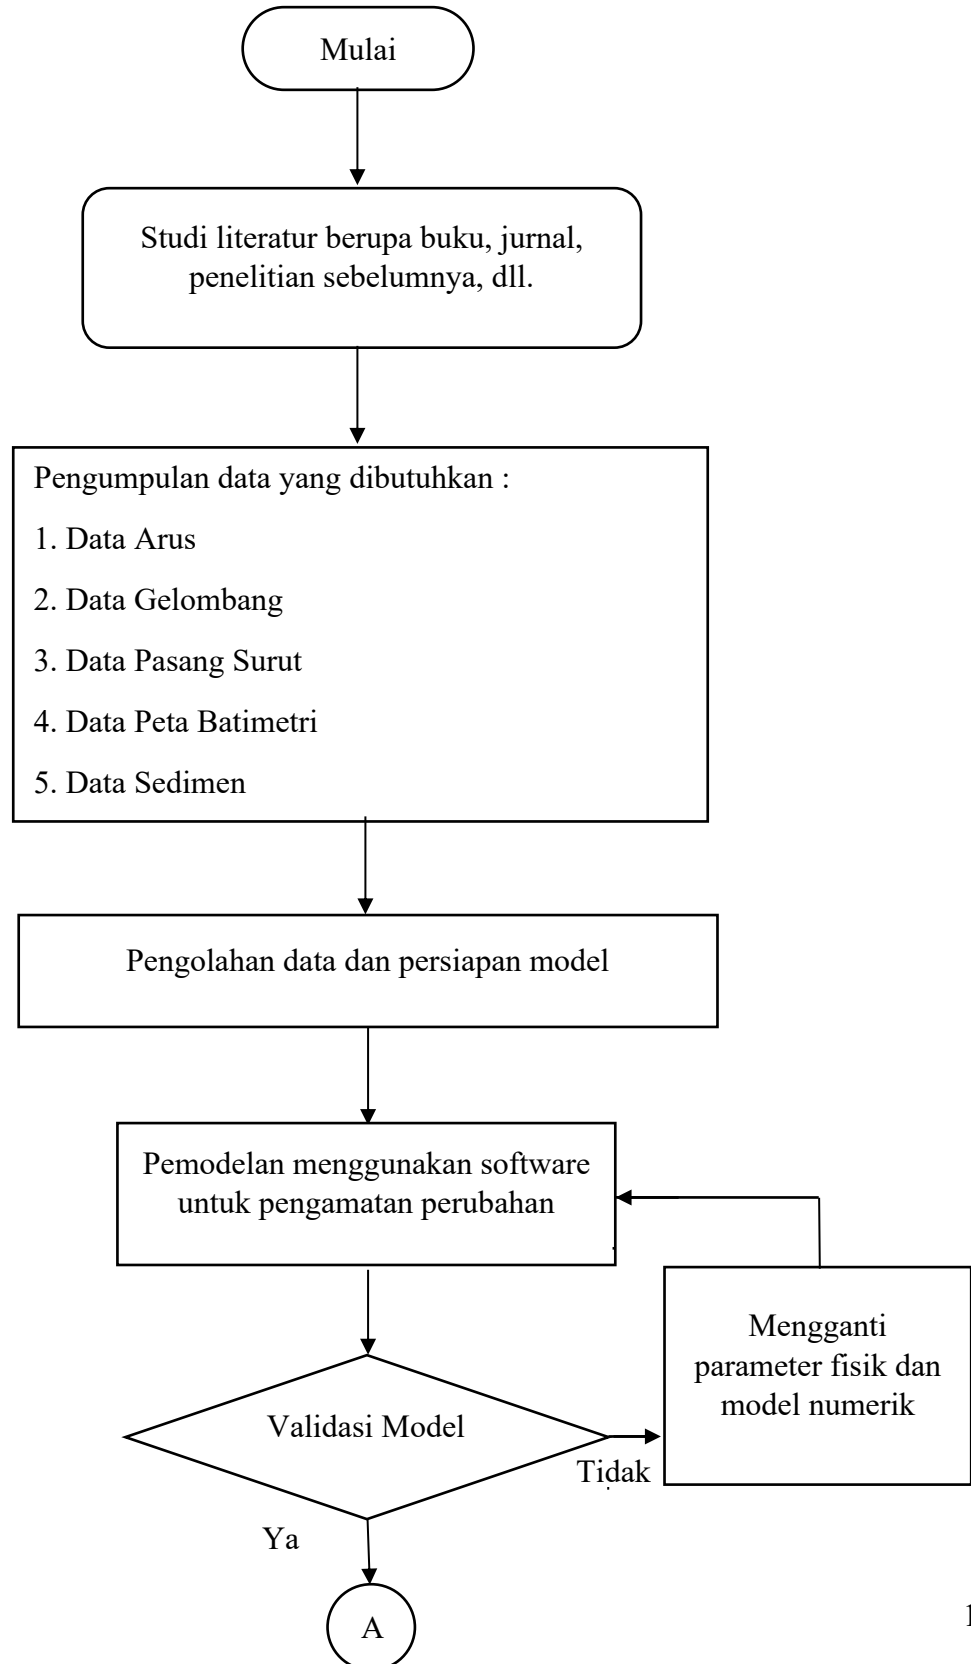 Mulai
Studi literatur berupa buku, jurnal,
penelitian sebelumnya, dll.
Pengumpulan data yang dibutuhkan :
1. Data Arus
2. Data Gelombang
3. Data Pasang Surut
4. Data Peta Batimetri
5. Data Sedimen
Pengolahan data dan persiapan model
Pemodelan menggunakan software
untuk pengamatan perubahan
Mengganti
parameter fisik dan
model numerik
Validasi Model
Tidak
Ya
A
1